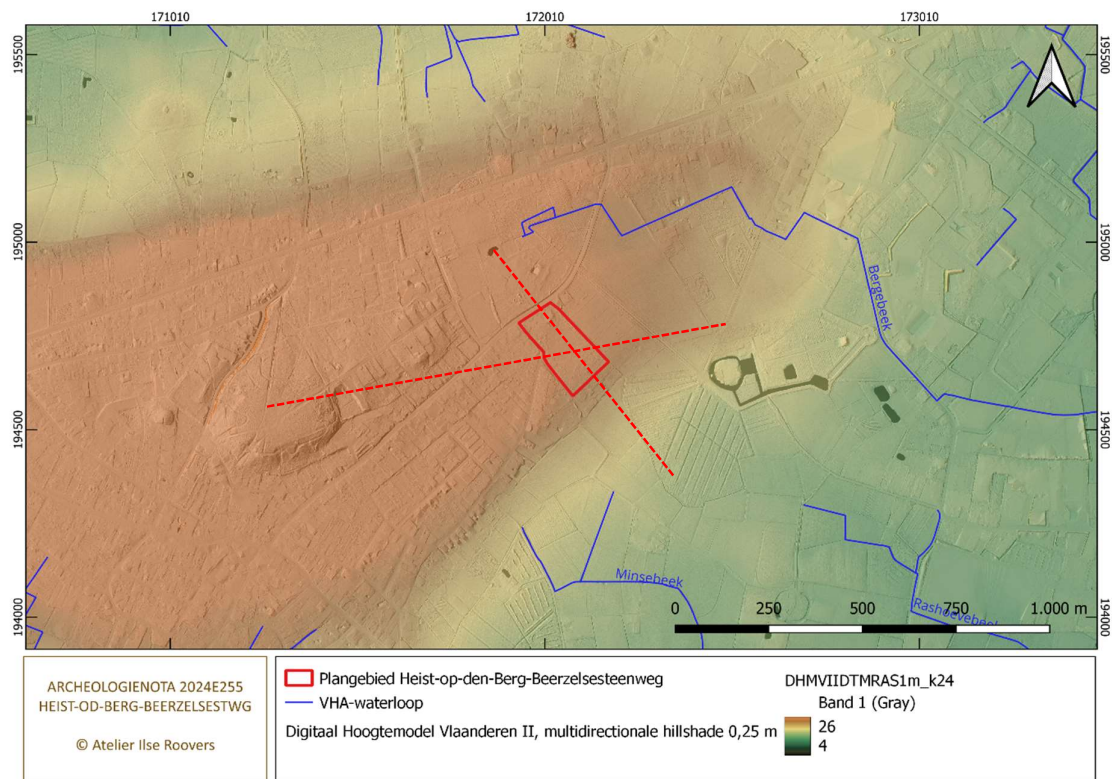 171010
172010
173010
195500
195500
195000
195000
194500
194500
194000
194000
Bergebeek
Minsebeek
Rashoevebeek
0 250 500 750 1.000 m
ARCHEOLOGIENOTA 2024E255
HEIST-OD-BERG-BEERZELSESTWG
© Atelier Ilse Roovers
Plangebied Heist-op-den-Berg-Beerzelsesteenweg
VHA-waterloop
Digitaal Hoogtemodel Vlaanderen II, multidirectionale hillshade 0,25 m
DHMVIIDTMRAS1m_k24
Band 1 (Gray)
26
4